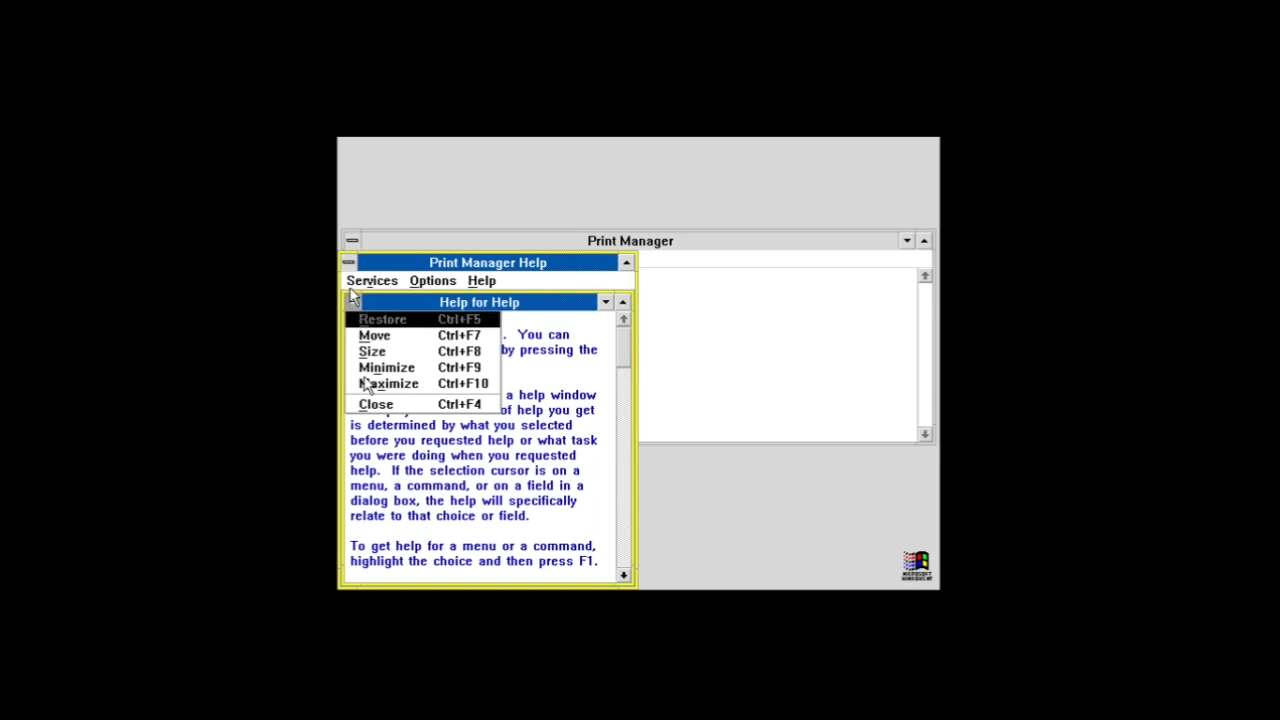 Print Manager
Print Manager Help
Services Options Help
Help for Help
Restore Ctrl+F5
Move Ctrl+F7
Size Ctrl+F8
Minimize Ctrl+F9
Maximize Ctrl+F10
Close Ctrl+F4
. You can
by pressing the
a help window
of help you get
is determined by what you selected
before you requested help or what task
you were doing when you requested
help. If the selection cursor is on a
menu, a command, or on a field in a
dialog box, the help will specifically
relate to that choice or field.
To get help for a menu or a command,
highlight the choice and then press F1.
MICROSOFT
WINDOWS NT